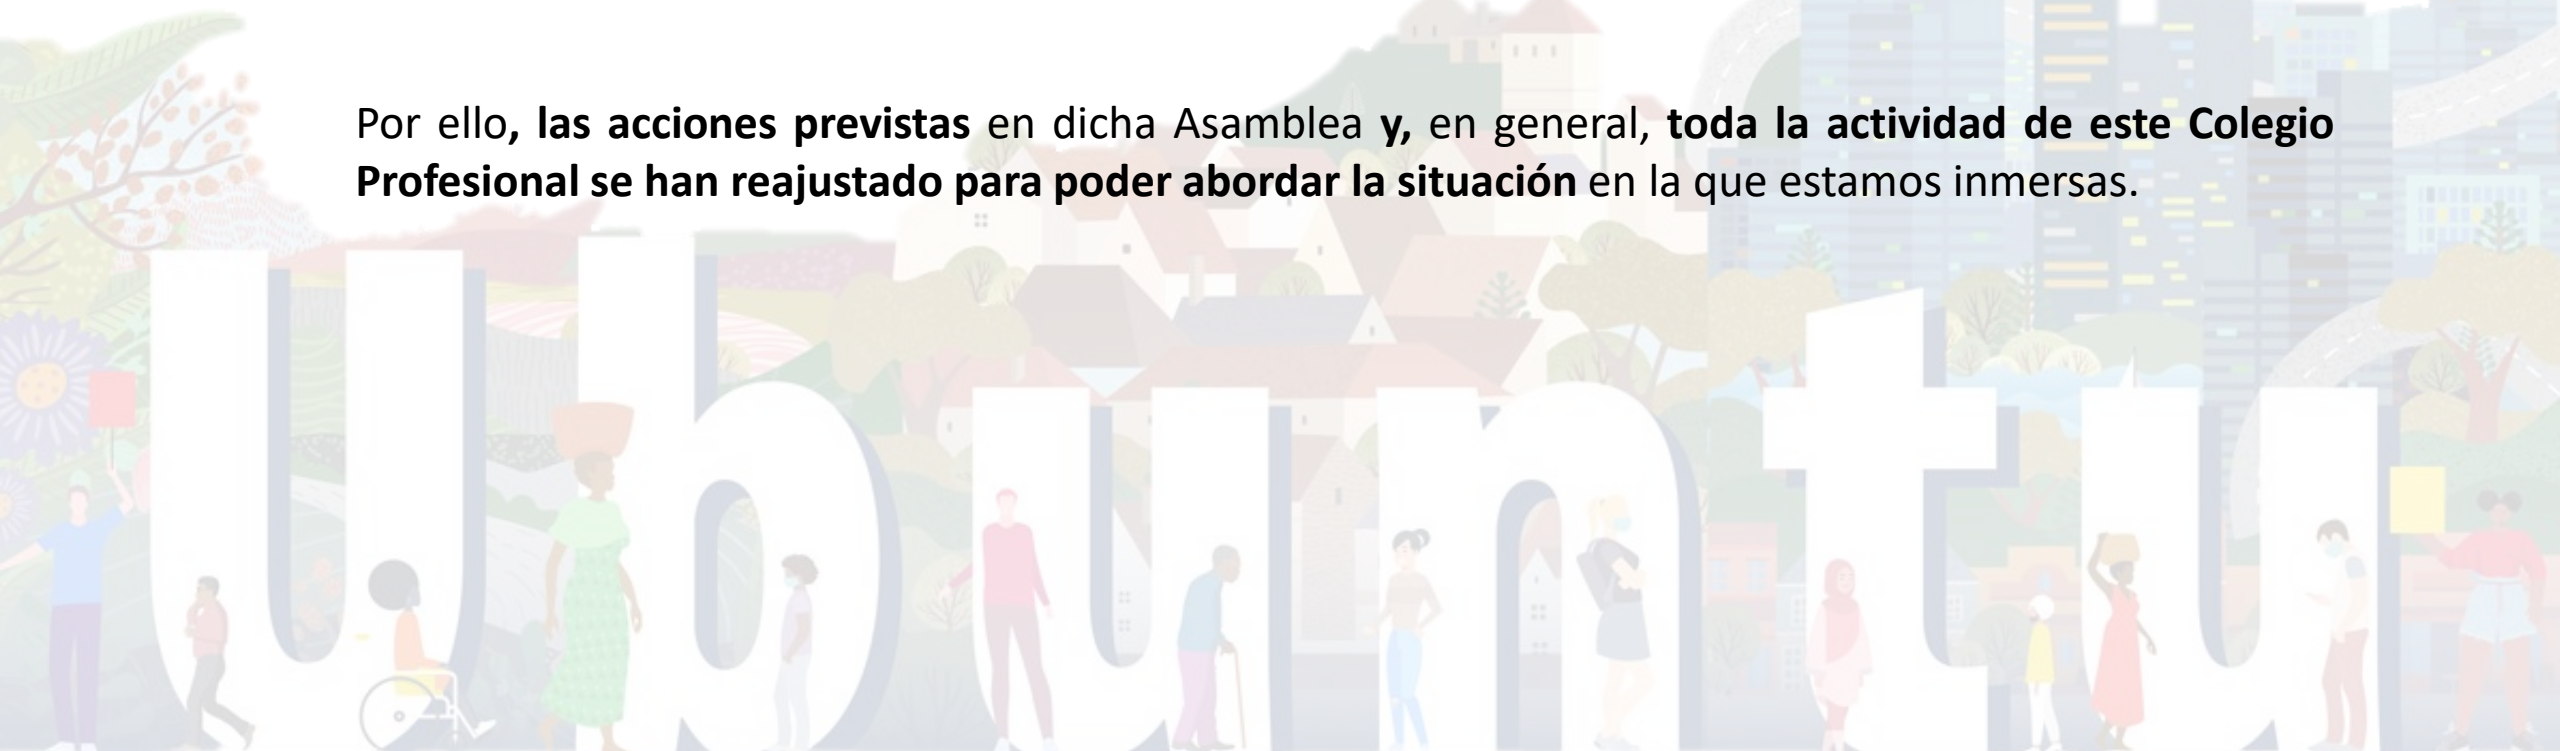 Por ello, las acciones previstas en dicha Asamblea y, en general, toda la actividad de este Colegio
Profesional se han reajustado para poder abordar la situación en la que estamos inmersas.
ubuntu